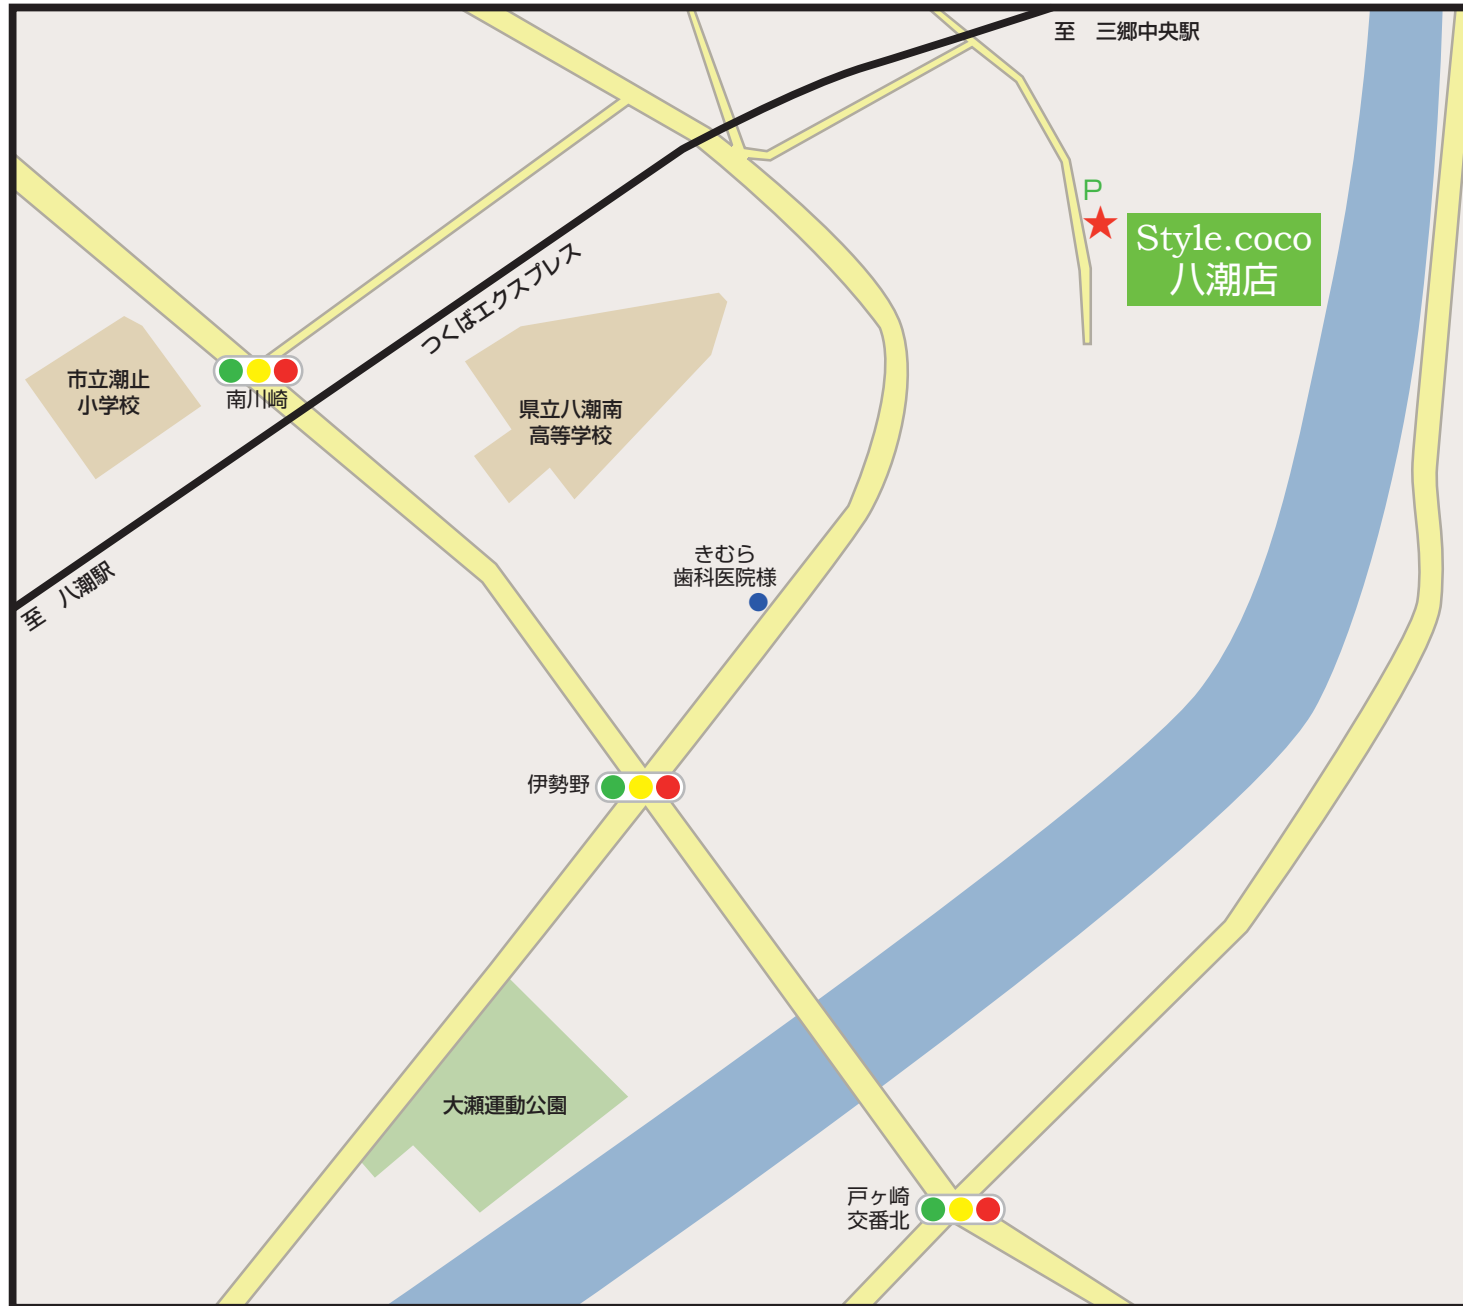 至 三郷中央駅
P
Style.coco
八潮店
つくばエクスプレス
市立潮止
小学校
南川崎
県立八潮南
高等学校
きむら
歯科医院様
至 八潮駅
伊勢野
大瀬運動公園
戸ヶ崎
交番北